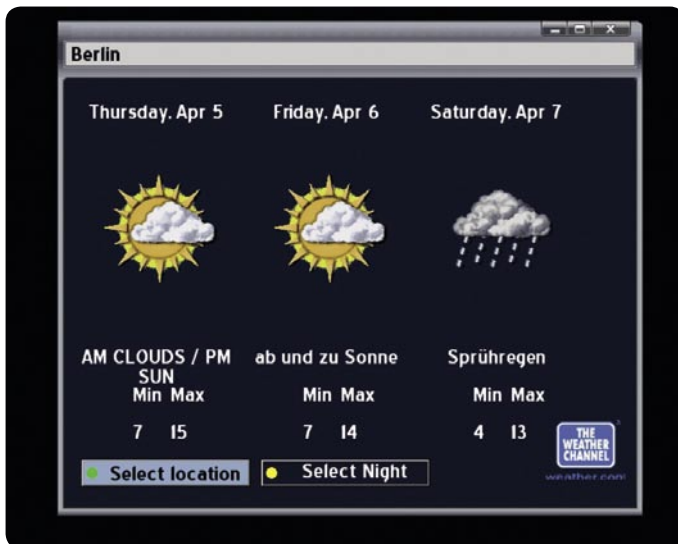 Berlin
Thursday. Apr 5
Friday. Apr 6
Saturday. Apr 7
AM CLOUDS / PM
SUN
ab und zu Sonne
Sprühregen
Min Max
Min Max
Min Max
7 15
7 14
4 13
THE
WEATHER
CHANNEL
weather.com
Select location
Select Night